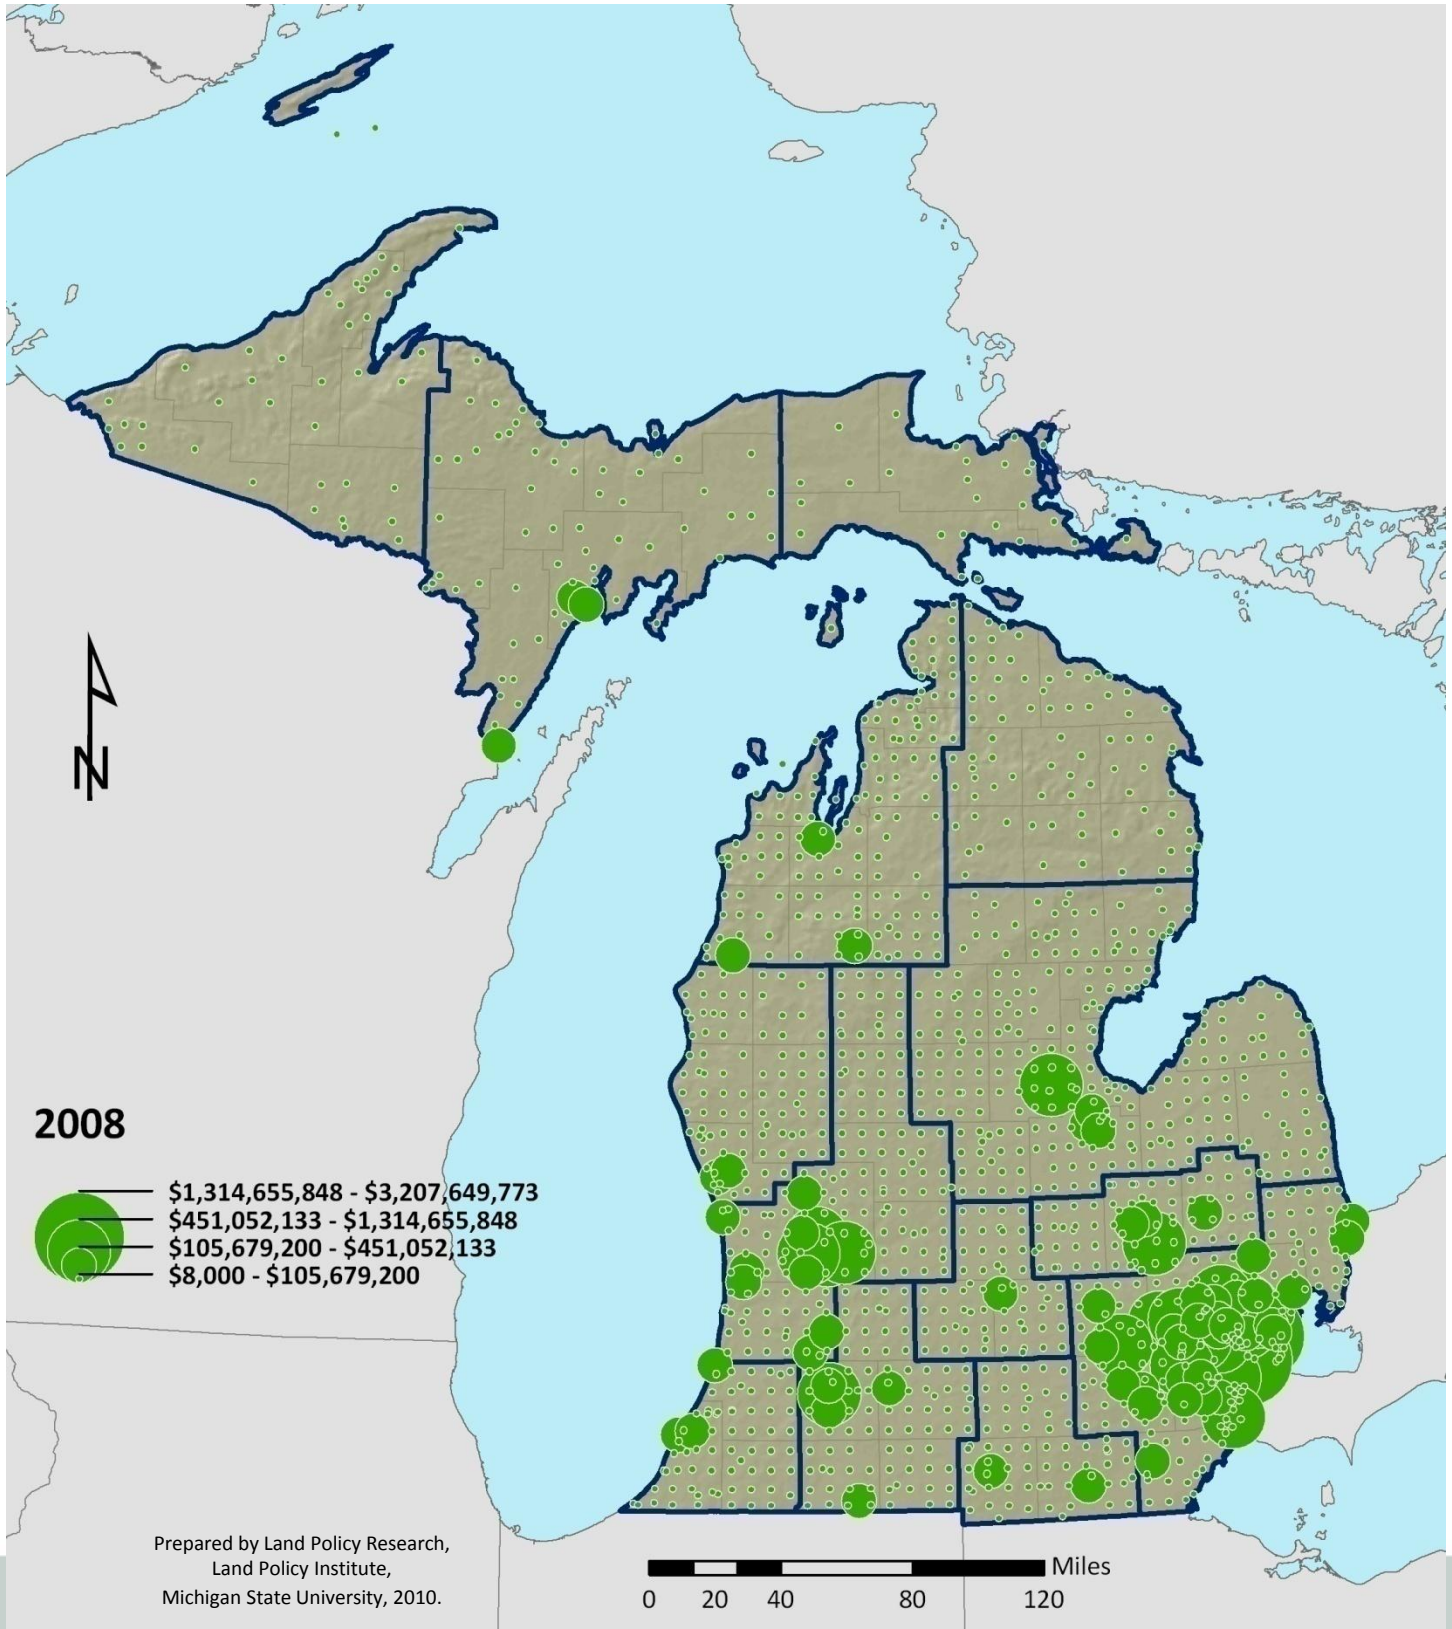 N
2008
$1,314,655,848 - $3,207,649,773
$451,052,133 - $1,314,655,848
$105,679,200 - $451,052,133
$8,000 - $105,679,200
Prepared by Land Policy Research,
Land Policy Institute,
Michigan State University, 2010.
Miles
0 20 40 80 120